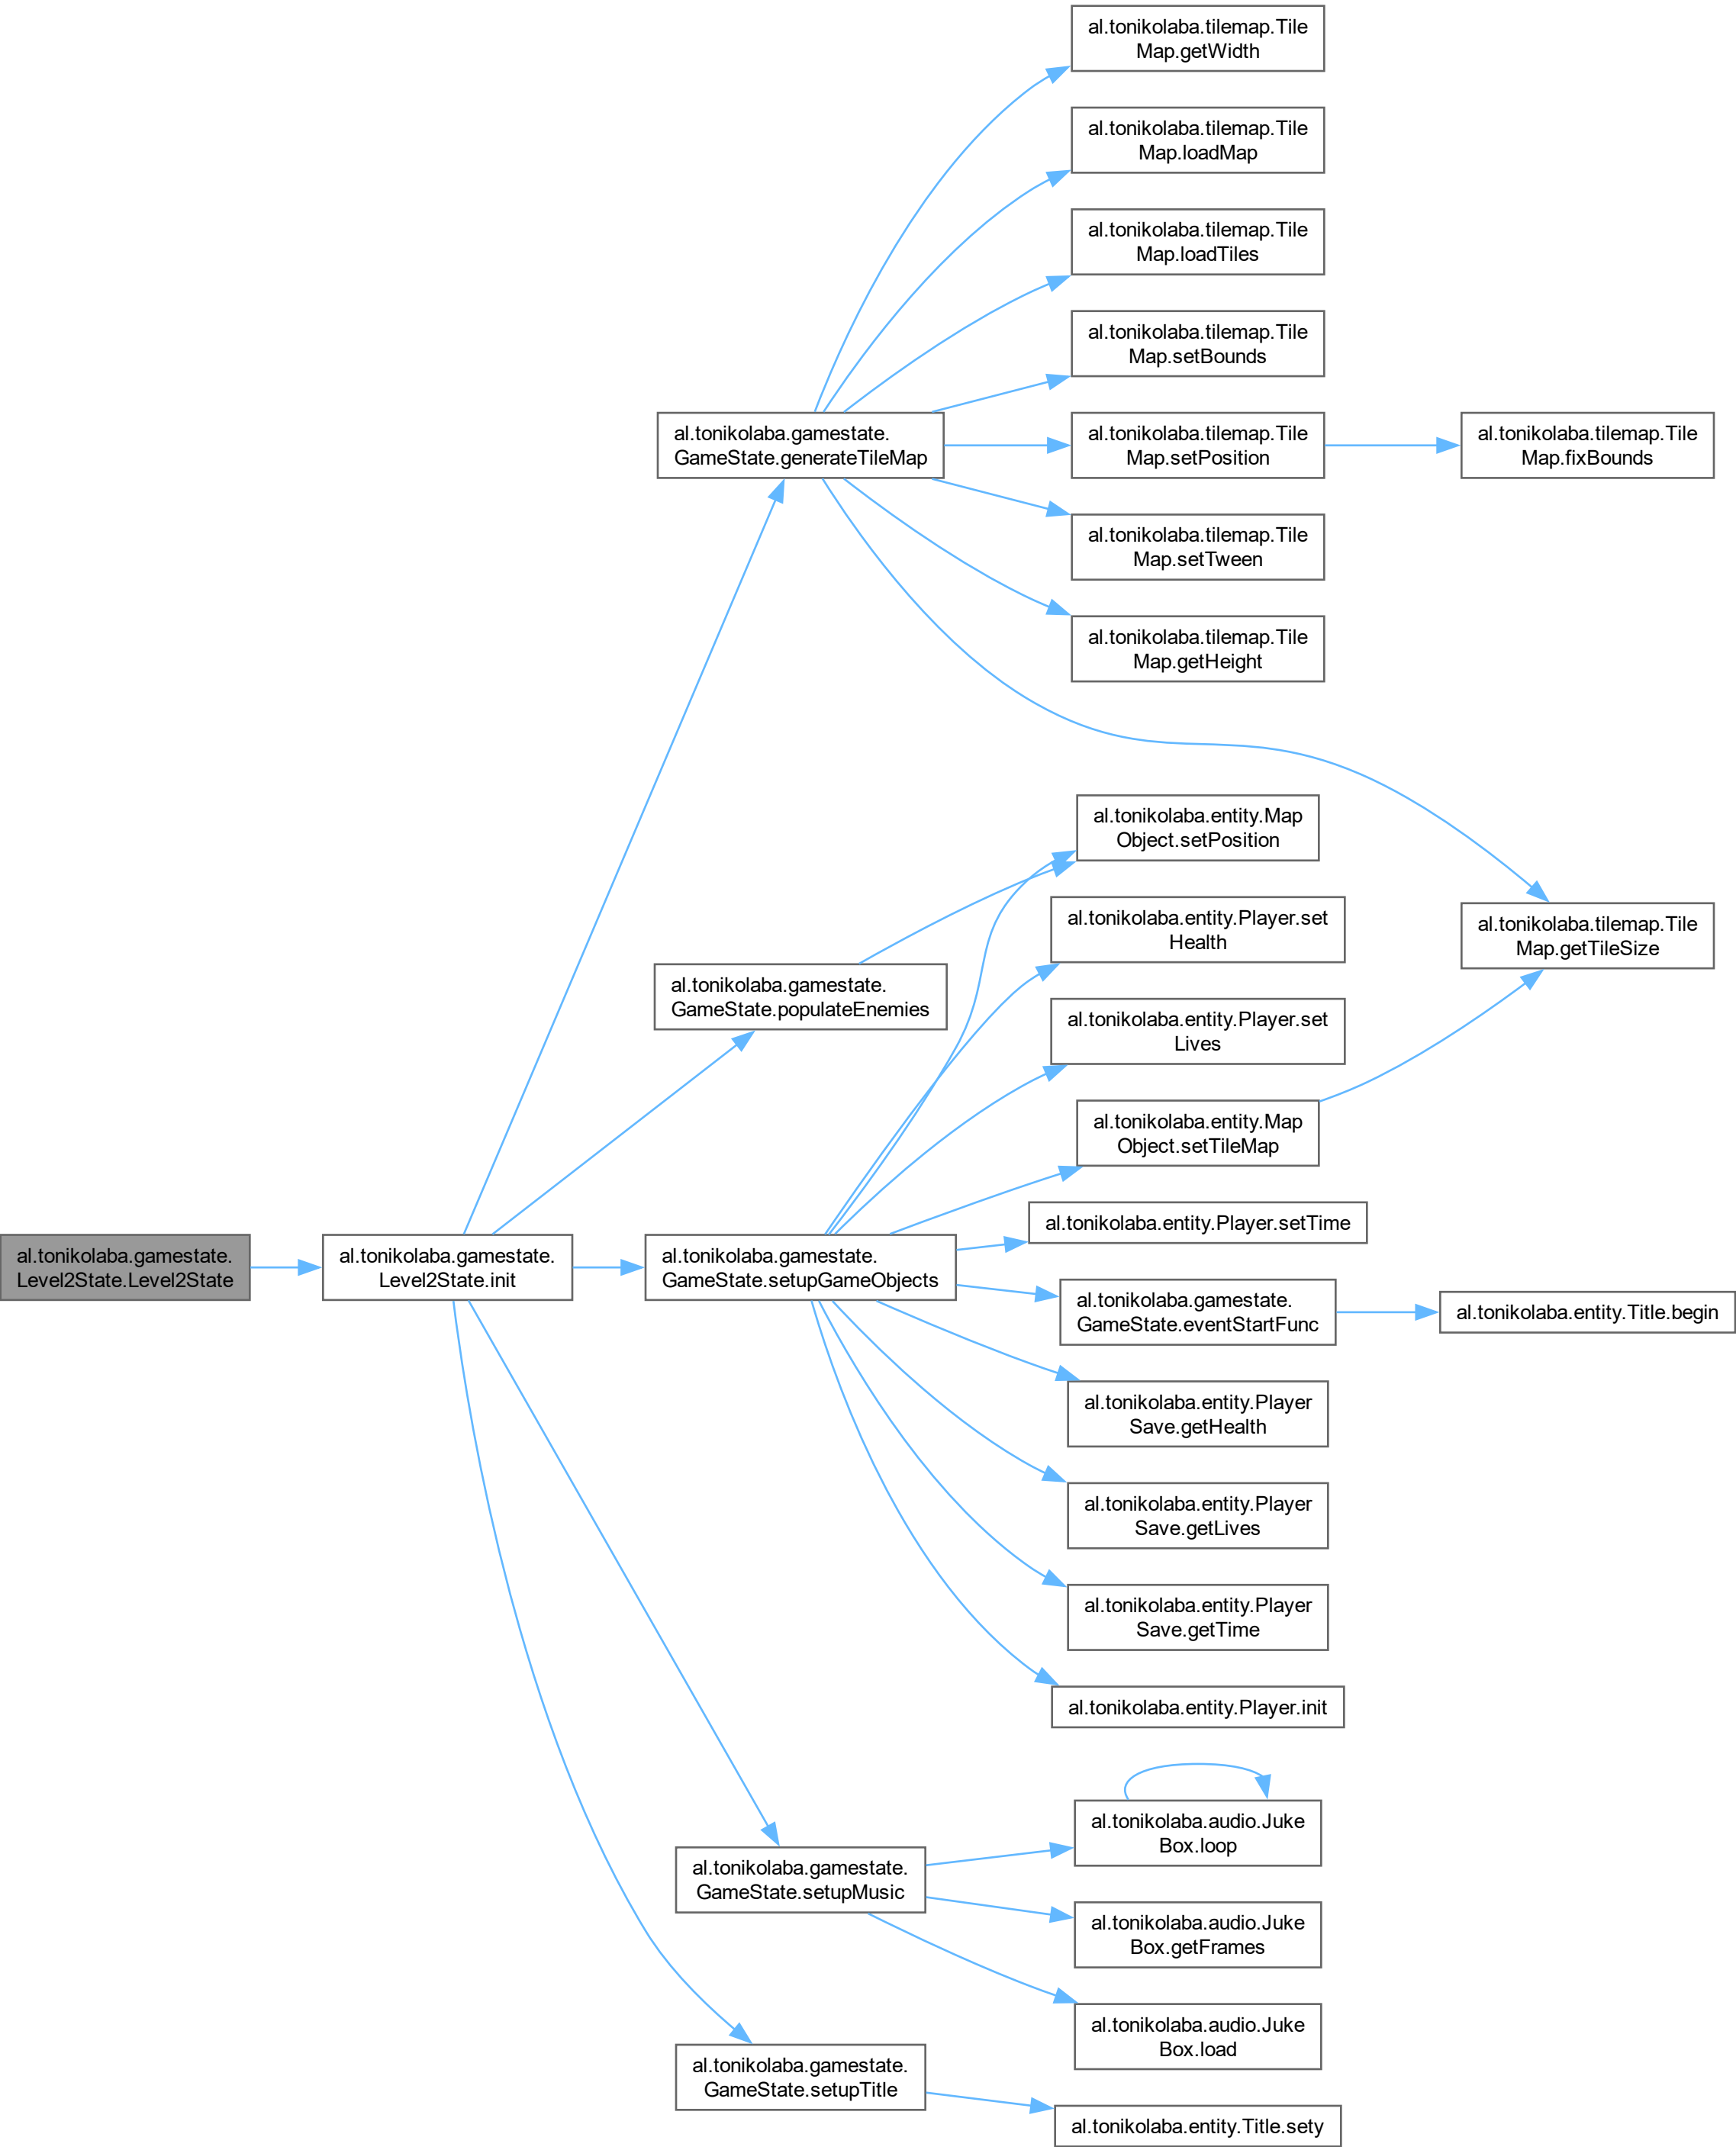 al.tonikolaba.tilemap.Tile
Map.getWidth
al.tonikolaba.tilemap.Tile
Map.loadMap
al.tonikolaba.tilemap.Tile
Map.loadTiles
al.tonikolaba.tilemap.Tile
Map.setBounds
al.tonikolaba.gamestate.
GameState.generateTileMap
al.tonikolaba.tilemap.Tile
Map.setPosition
al.tonikolaba.tilemap.Tile
Map.fixBounds
al.tonikolaba.tilemap.Tile
Map.setTween
al.tonikolaba.tilemap.Tile
Map.getHeight
al.tonikolaba.entity.Map
Object.setPosition
al.tonikolaba.entity.Player.set
Health
al.tonikolaba.tilemap.Tile
Map.getTileSize
al.tonikolaba.gamestate.
GameState.populateEnemies
al.tonikolaba.entity.Player.set
Lives
al.tonikolaba.entity.Map
Object.setTileMap
al.tonikolaba.entity.Player.setTime
al.tonikolaba.gamestate.
Level2State.Level2State
al.tonikolaba.gamestate.
Level2State.init
al.tonikolaba.gamestate.
GameState.setupGameObjects
al.tonikolaba.gamestate.
GameState.eventStartFunc
al.tonikolaba.entity.Title.begin
al.tonikolaba.entity.Player
Save.getHealth
al.tonikolaba.entity.Player
Save.getLives
al.tonikolaba.entity.Player
Save.getTime
al.tonikolaba.entity.Player.init
al.tonikolaba.audio.Juke
Box.loop
al.tonikolaba.gamestate.
GameState.setupMusic
al.tonikolaba.audio.Juke
Box.getFrames
al.tonikolaba.audio.Juke
Box.load
al.tonikolaba.gamestate.
GameState.setupTitle
al.tonikolaba.entity.Title.sety